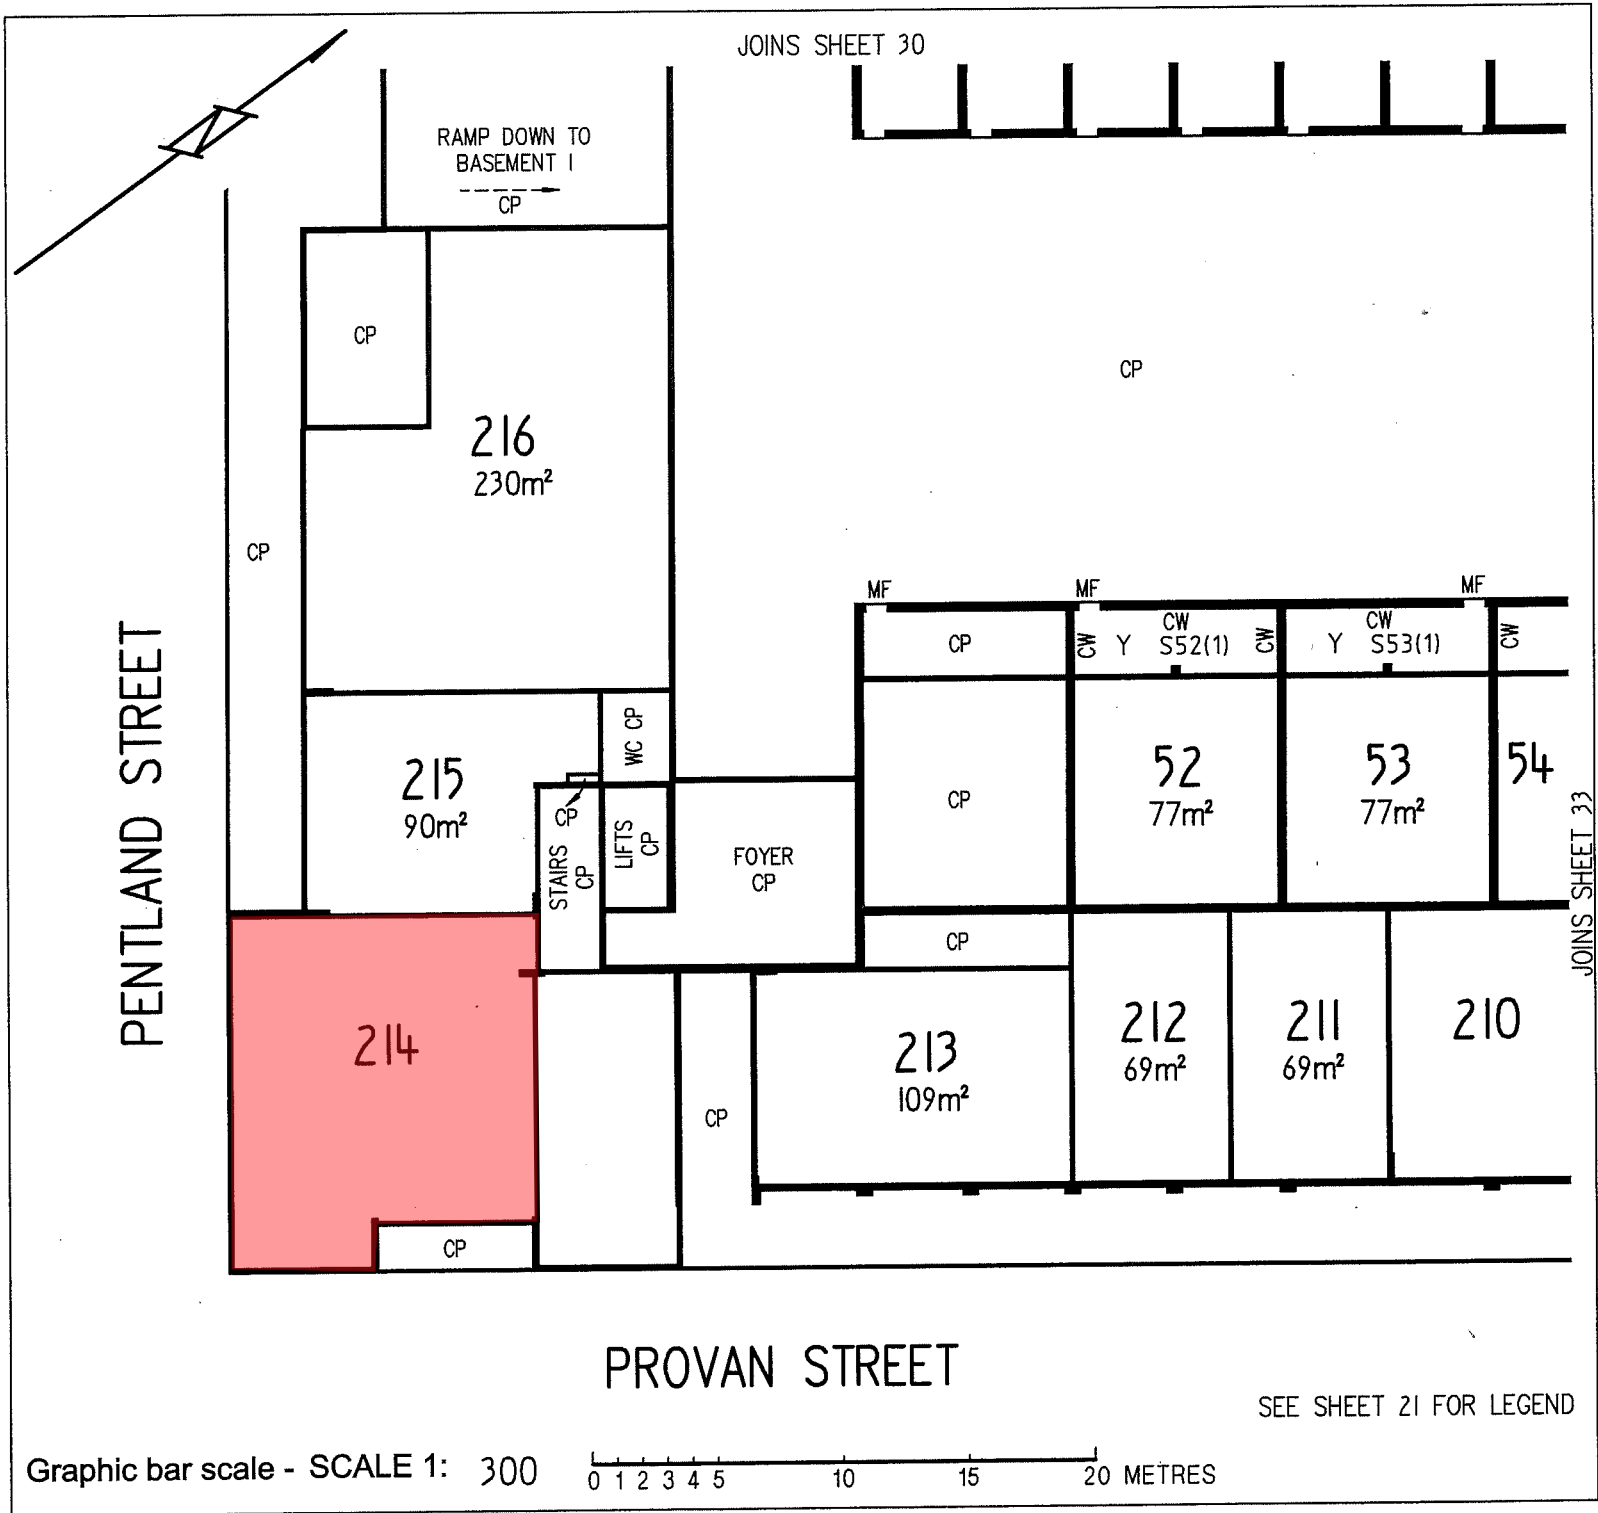 JOINS SHEET 30
RAMP DOWN TO
BASEMENT 1
CP
CP
216
230m²
CP
CP
MF
MF
MF
CP
CW
CW
Y S52(1)
CW
CW
Y S53(1)
CW
PENTLAND STREET
215
90m²
WC CP
CP
STAIRS
CP
LIFTS
CP
FOYER
CP
CP
52
77m²
53
77m²
54
JOINS SHEET 33
CP
214
CP
CP
213
109m²
212
69m²
211
69m²
210
PROVAN STREET
SEE SHEET 21 FOR LEGEND
Graphic bar scale - SCALE 1: 300
0 1 2 3 4 5 10 15 20 METRES